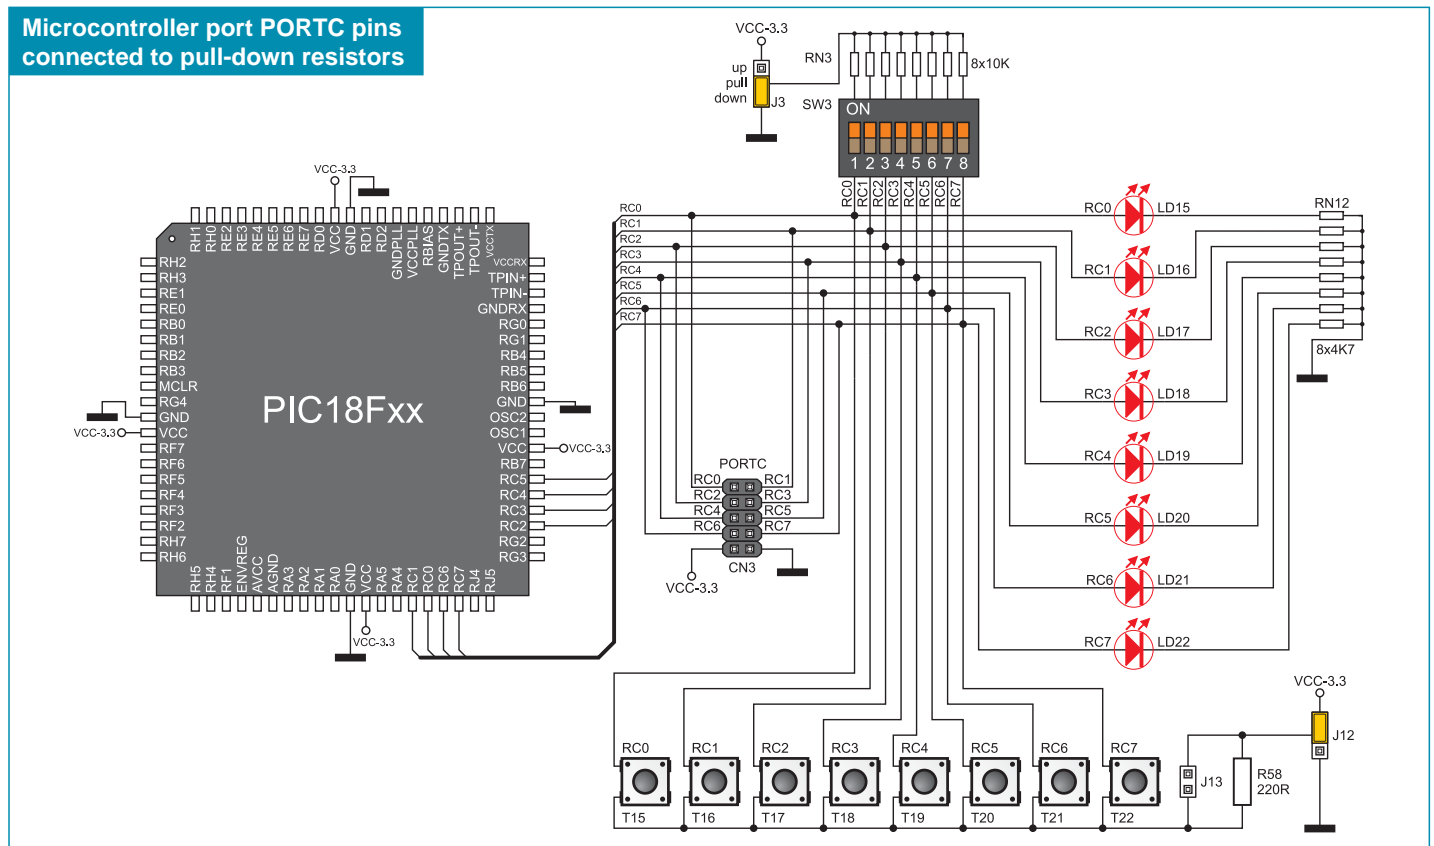 Microcontroller port PORTC pins
connected to pull-down resistors
VCC-3.3
up
pull
down
J3
RN3
8x10K
SW3
ON
1 2 3 4 5 6 7 8
RC0 RC1 RC2 RC3 RC4 RC5 RC6 RC7
VCC-3.3
RH1 RH0 RE2 RE3 RE4 RE5 RE6 RE7 RD0 VCC GND RD1 RD2 GNDPLL VCCPLL RBIAS GNDTX TPOUT+ TPOUT- VCCTX
RH2
RH3
RE1
RE0
RB0
RB1
RB2
RB3
MCLR
RG4
GND
VCC
RF7
RF6
RF5
RF4
RF3
RF2
RH7
RH6
VCC-3.3
PIC18Fxx
VCCRX
TPIN+
TPIN-
GNDRX
RG0
RG1
RB4
RB5
RB6
GND
OSC2
OSC1
VCC
RB7
RC5
RC4
RC3
RC2
RG2
RG3
VCC-3.3
RH5 RH4 RF1 ENVREG AVCC AGND RA3 RA2 RA1 RA0 GND VCC RA5 RA4 RC1 RC0 RC6 RC7 RJ4 RJ5
VCC-3.3
RC0
RC1
RC2
RC3
RC4
RC5
RC6
RC7
PORTC
RC0 RC1
RC2 RC3
RC4 RC5
RC6 RC7
CN3
VCC-3.3
RC0 LD15
RC1 LD16
RC2 LD17
RC3 LD18
RC4 LD19
RC5 LD20
RC6 LD21
RC7 LD22
RN12
8x4K7
RC0 RC1 RC2 RC3 RC4 RC5 RC6 RC7
T15 T16 T17 T18 T19 T20 T21 T22
J13
R58
220R
VCC-3.3
J12